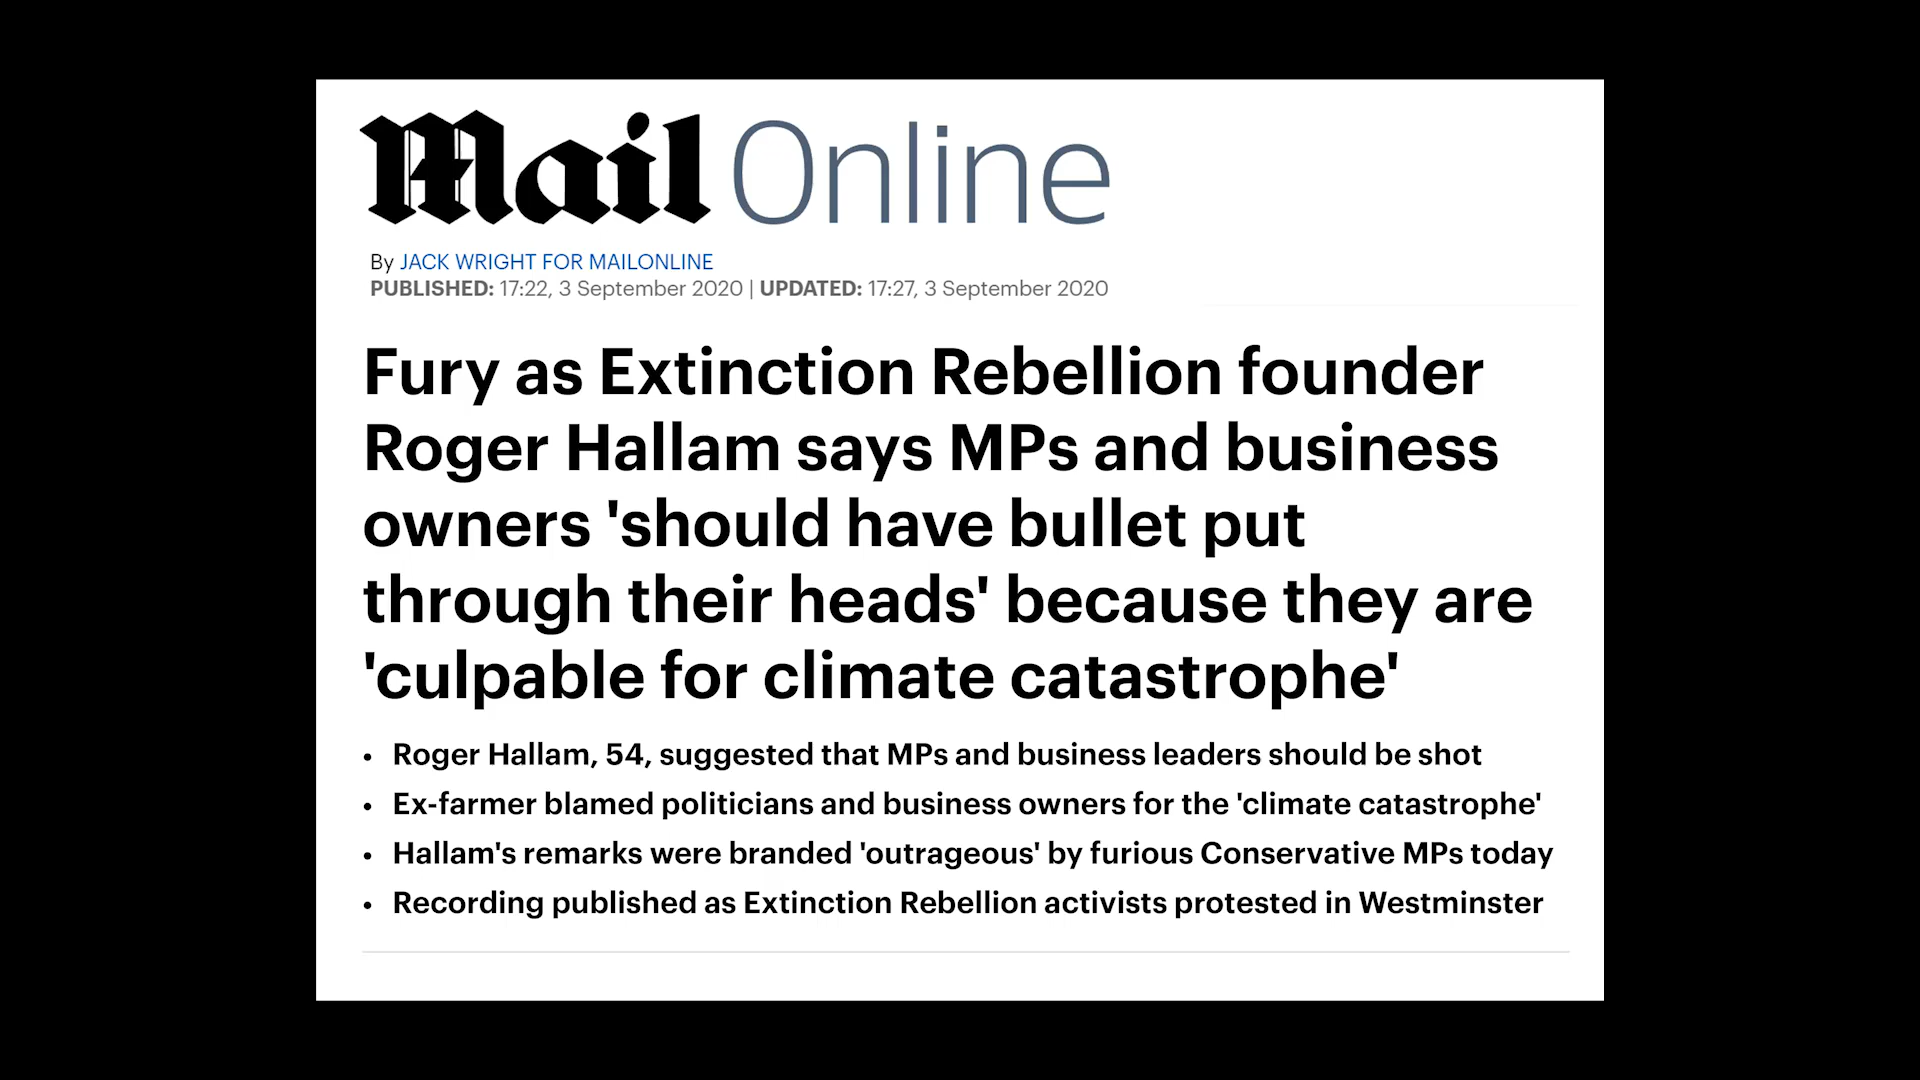 Mail Online
By JACK WRIGHT FOR MAILONLINE
PUBLISHED: 17:22, 3 September 2020 | UPDATED: 17:27, 3 September 2020
Fury as Extinction Rebellion founder
Roger Hallam says MPs and business
owners 'should have bullet put
through their heads' because they are
'culpable for climate catastrophe'
• Roger Hallam, 54, suggested that MPs and business leaders should be shot
• Ex-farmer blamed politicians and business owners for the 'climate catastrophe'
• Hallam's remarks were branded 'outrageous' by furious Conservative MPs today
• Recording published as Extinction Rebellion activists protested in Westminster